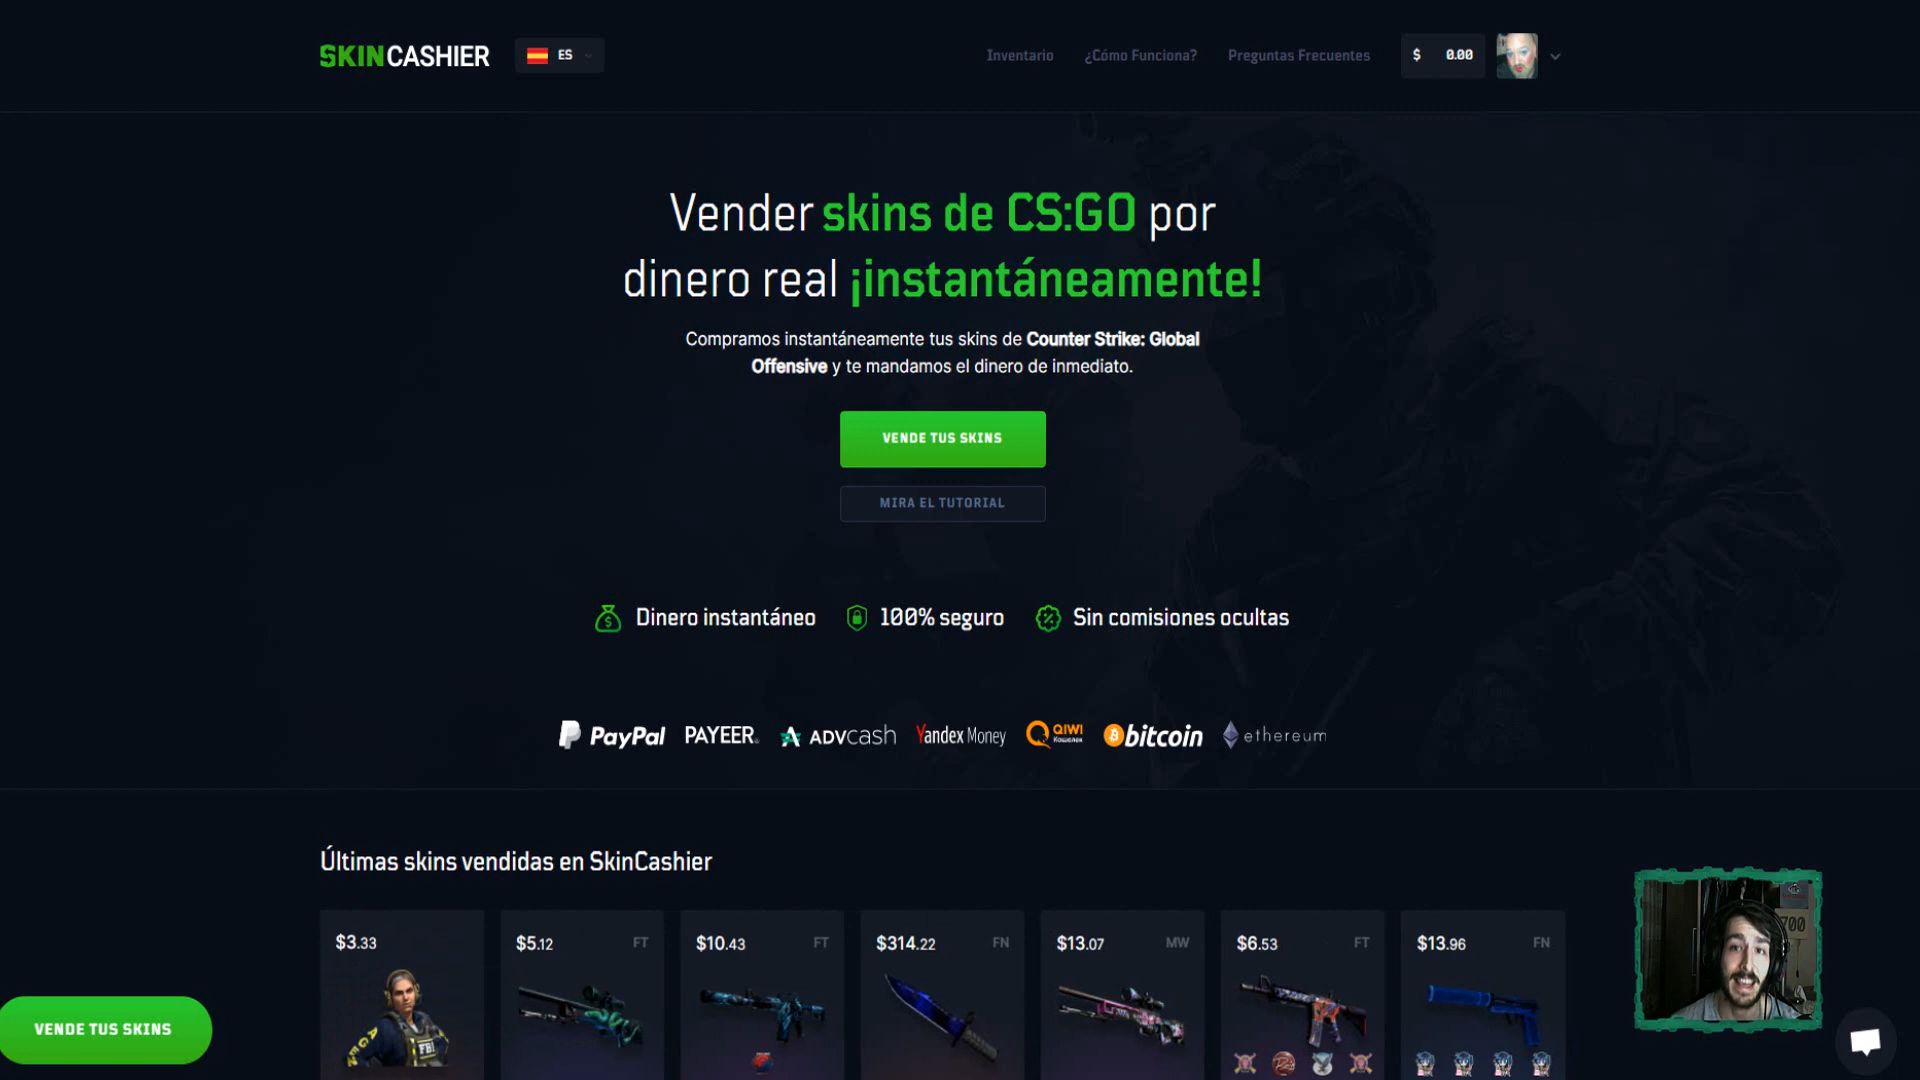 SKINCASHIER
ES
Inventario
¿Cómo Funciona?
Preguntas Frecuentes
$ 0.00
Vender skins de CS:GO por
dinero real ¡instantáneamente!
Compramos instantáneamente tus skins de Counter Strike: Global
Offensive y te mandamos el dinero de inmediato.
VENDE TUS SKINS
MIRA EL TUTORIAL
Dinero instantáneo
100% seguro
Sin comisiones ocultas
PayPal
PAYEER
ADVcash
Yandex Money
QIWI
Кошелек
bitcoin
ethereum
Últimas skins vendidas en SkinCashier
$3.33
$5.12 FT
$10.43 FT
$314.22 FN
$13.07 MW
$6.53 FT
$13.96 FN
FBI
700
VENDE TUS SKINS